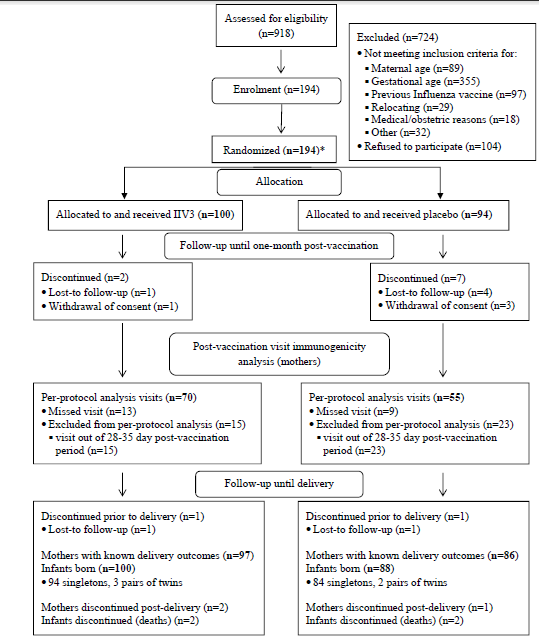 Assessed for eligibility
(n=918)
Excluded (n=724)
• Not meeting inclusion criteria for:
▪ Maternal age (n=89)
▪ Gestational age (n=355)
▪ Previous Influenza vaccine (n=97)
▪ Relocating (n=29)
▪ Medical/obstetric reasons (n=18)
▪ Other (n=32)
• Refused to participate (n=104)
Enrolment (n=194)
Randomized (n=194)*
Allocation
Allocated to and received IIV3 (n=100)
Allocated to and received placebo (n=94)
Follow-up until one-month post-vaccination
Discontinued (n=2)
• Lost-to follow-up (n=1)
• Withdrawal of consent (n=1)
Discontinued (n=7)
• Lost-to follow-up (n=4)
• Withdrawal of consent (n=3)
Post-vaccination visit immunogenicity
analysis (mothers)
Per-protocol analysis visits (n=70)
• Missed visit (n=13)
• Excluded from per-protocol analysis (n=15)
▪ visit out of 28-35 day post-vaccination
period (n=15)
Per-protocol analysis visits (n=55)
• Missed visit (n=9)
• Excluded from per-protocol analysis (n=23)
▪ visit out of 28-35 day post-vaccination
period (n=23)
Follow-up until delivery
Discontinued prior to delivery (n=1)
• Lost-to follow-up (n=1)
Mothers with known delivery outcomes (n=97)
Infants born (n=100)
• 94 singletons, 3 pairs of twins
Mothers discontinued post-delivery (n=2)
Infants discontinued (deaths) (n=2)
Discontinued prior to delivery (n=1)
• Lost-to follow-up (n=1)
Mothers with known delivery outcomes (n=86)
Infants born (n=88)
• 84 singletons, 2 pairs of twins
Mothers discontinued post-delivery (n=1)
Infants discontinued (deaths) (n=2)